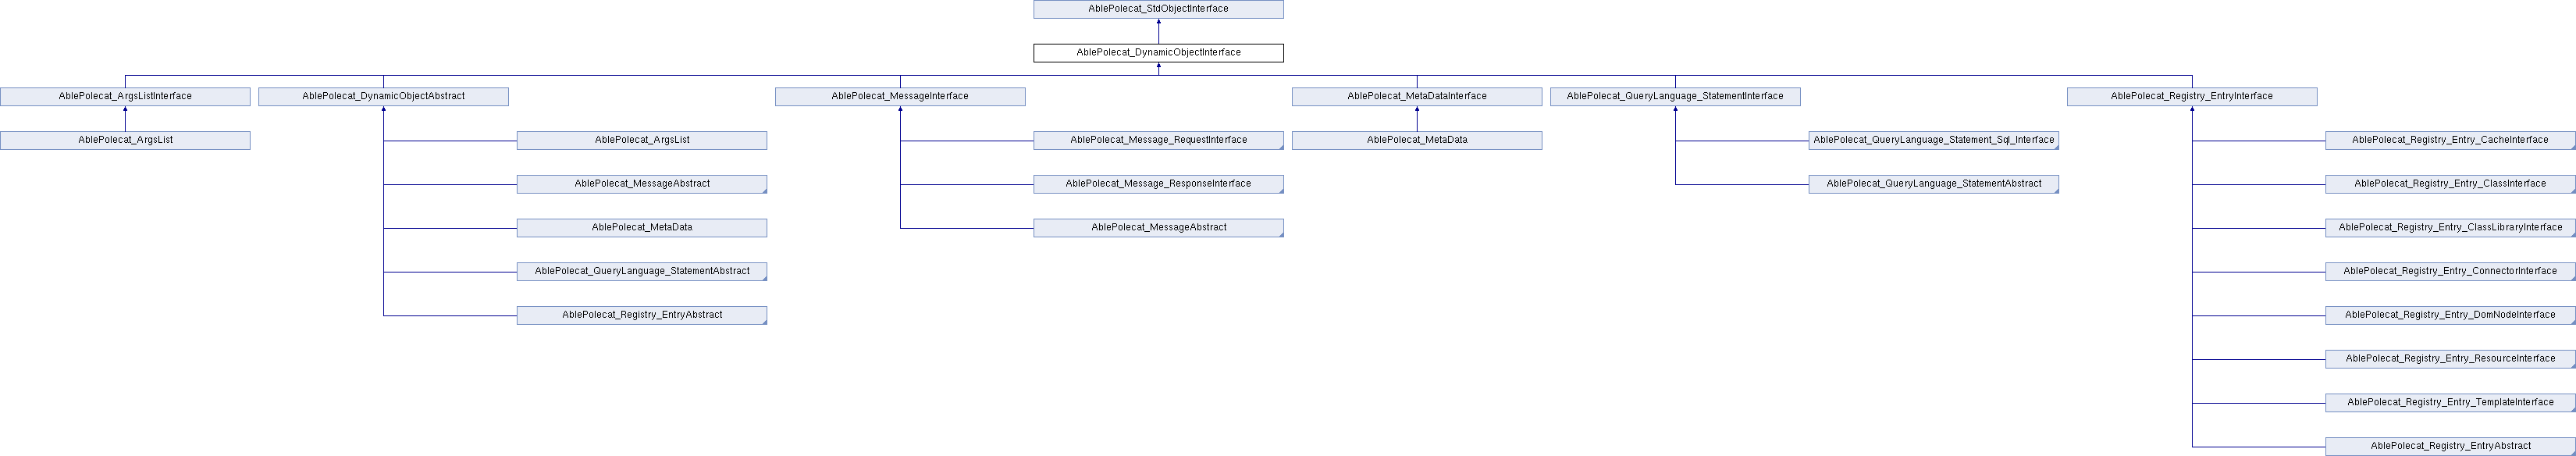 AblePolecat_StdObjectInterface
AblePolecat_DynamicObjectInterface
AblePolecat_ArgsListInterface
AblePolecat_DynamicObjectAbstract
AblePolecat_MessageInterface
AblePolecat_MetaDataInterface
AblePolecat_QueryLanguage_StatementInterface
AblePolecat_Registry_EntryInterface
AblePolecat_ArgsList
AblePolecat_ArgsList
AblePolecat_Message_RequestInterface
AblePolecat_MetaData
AblePolecat_QueryLanguage_Statement_Sql_Interface
AblePolecat_Registry_Entry_CacheInterface
AblePolecat_MessageAbstract
AblePolecat_Message_ResponseInterface
AblePolecat_QueryLanguage_StatementAbstract
AblePolecat_Registry_Entry_ClassInterface
AblePolecat_MetaData
AblePolecat_MessageAbstract
AblePolecat_Registry_Entry_ClassLibraryInterface
AblePolecat_QueryLanguage_StatementAbstract
AblePolecat_Registry_Entry_ConnectorInterface
AblePolecat_Registry_EntryAbstract
AblePolecat_Registry_Entry_DomNodeInterface
AblePolecat_Registry_Entry_ResourceInterface
AblePolecat_Registry_Entry_TemplateInterface
AblePolecat_Registry_EntryAbstract